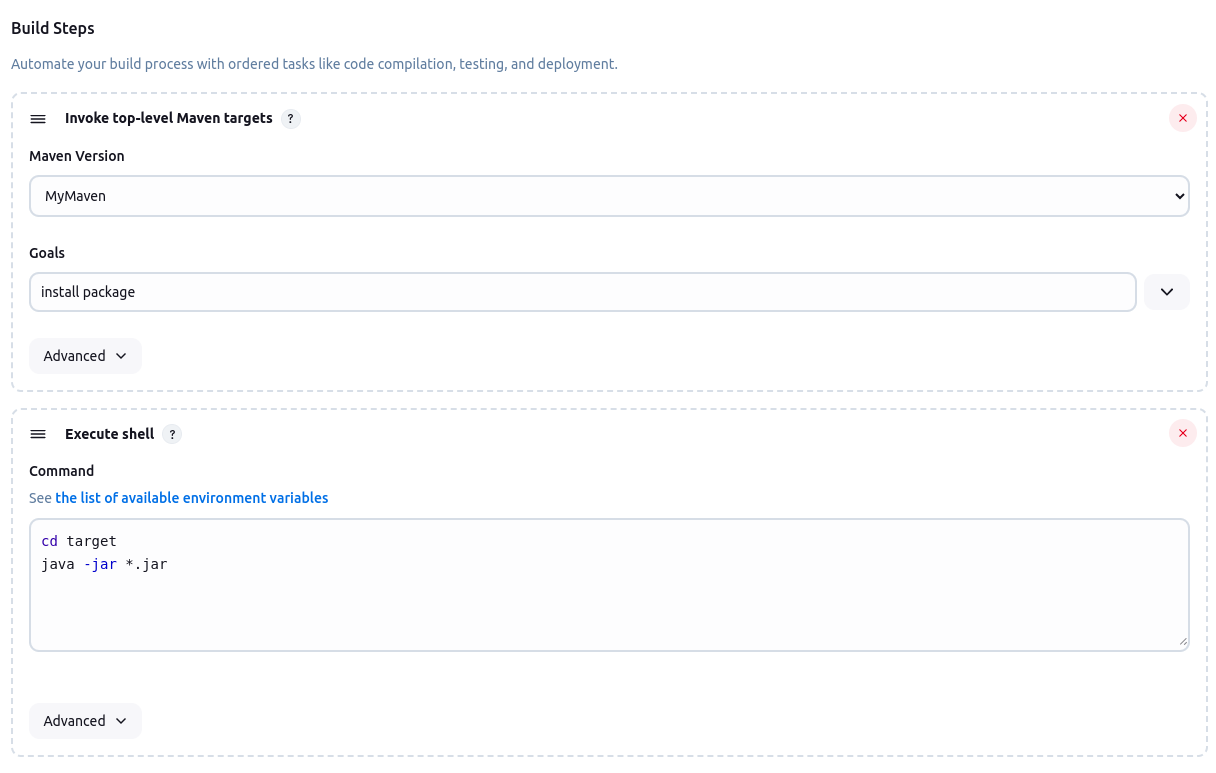 Build Steps
Automate your build process with ordered tasks like code compilation, testing, and deployment.
Invoke top-level Maven targets ?
Maven Version
MyMaven
Goals
install package
Advanced
Execute shell ?
Command
See the list of available environment variables
cd target
java -jar *.jar
Advanced